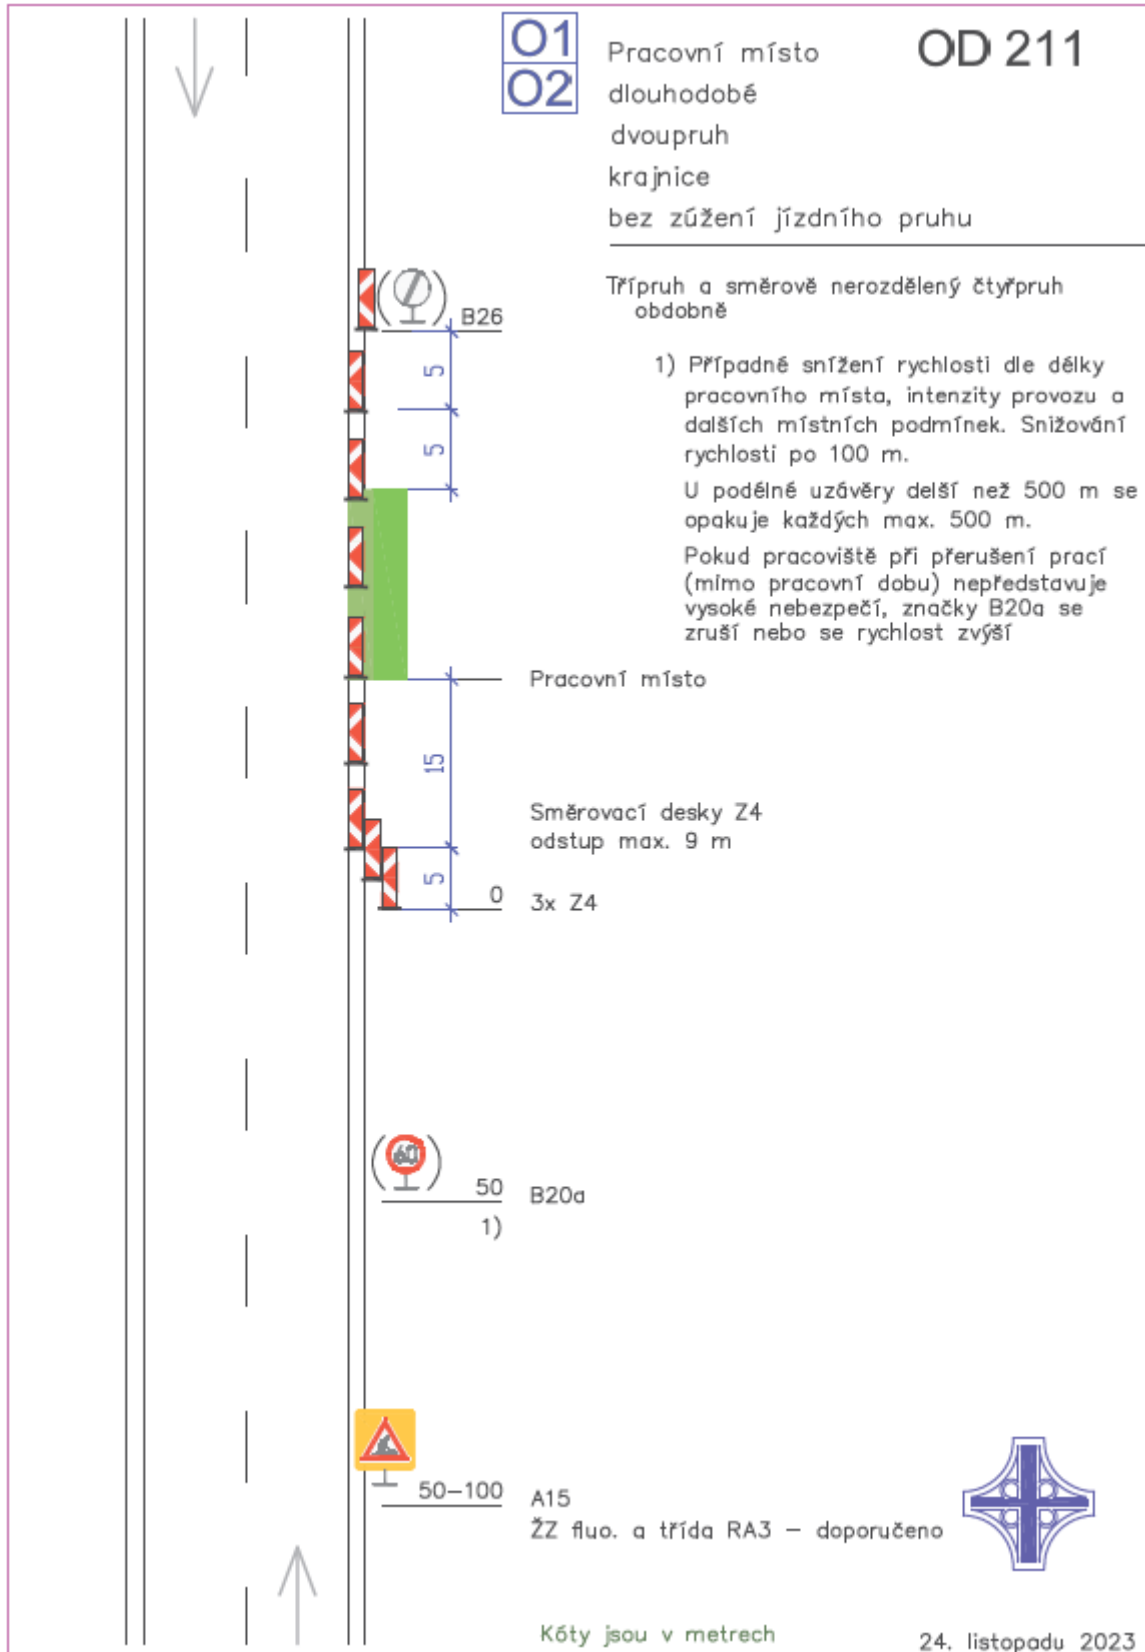 O1
O2
Pracovní místo
dlouhodobé
dvoupruh
krajnice
bez zúžení jízdního pruhu
OD 211
Třípruh a směrově nerozdělený čtyřpruh
obdobně
1) Případné snížení rychlosti dle délky
pracovního místa, intenzity provozu a
dalších místních podmínek. Snižování
rychlosti po 100 m.
U podélné uzávěry delší než 500 m se
opakuje každých max. 500 m.
Pokud pracoviště při přerušení prací
(mimo pracovní dobu) nepředstavuje
vysoké nebezpečí, značky B20a se
zruší nebo se rychlost zvýší
( ) B26
5
5
Pracovní místo
15
Směrovací desky Z4
odstup max. 9 m
5
0 3x Z4
( )
50 B20a
1)
50–100 A15
ŽZ fluo. a třída RA3 – doporučeno
Kóty jsou v metrech
24. listopadu 2023